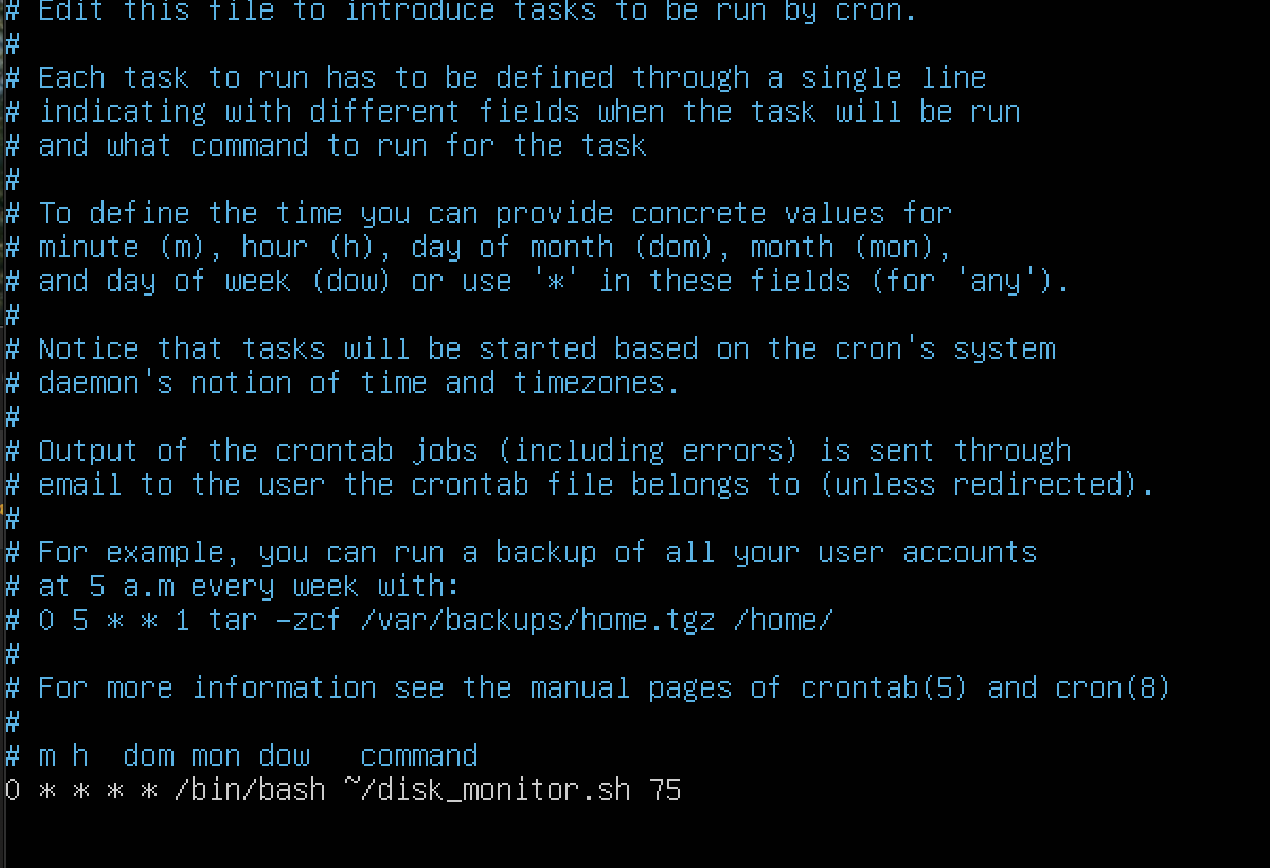 # Edit this file to introduce tasks to be run by cron.
#
# Each task to run has to be defined through a single line
# indicating with different fields when the task will be run
# and what command to run for the task
#
# To define the time you can provide concrete values for
# minute (m), hour (h), day of month (dom), month (mon),
# and day of week (dow) or use '*' in these fields (for 'any').
#
# Notice that tasks will be started based on the cron's system
# daemon's notion of time and timezones.
#
# Output of the crontab jobs (including errors) is sent through
# email to the user the crontab file belongs to (unless redirected).
#
# For example, you can run a backup of all your user accounts
# at 5 a.m every week with:
# 0 5 * * 1 tar -zcf /var/backups/home.tgz /home/
#
# For more information see the manual pages of crontab(5) and cron(8)
#
# m h  dom mon dow   command
0 * * * * /bin/bash ~/disk_monitor.sh 75